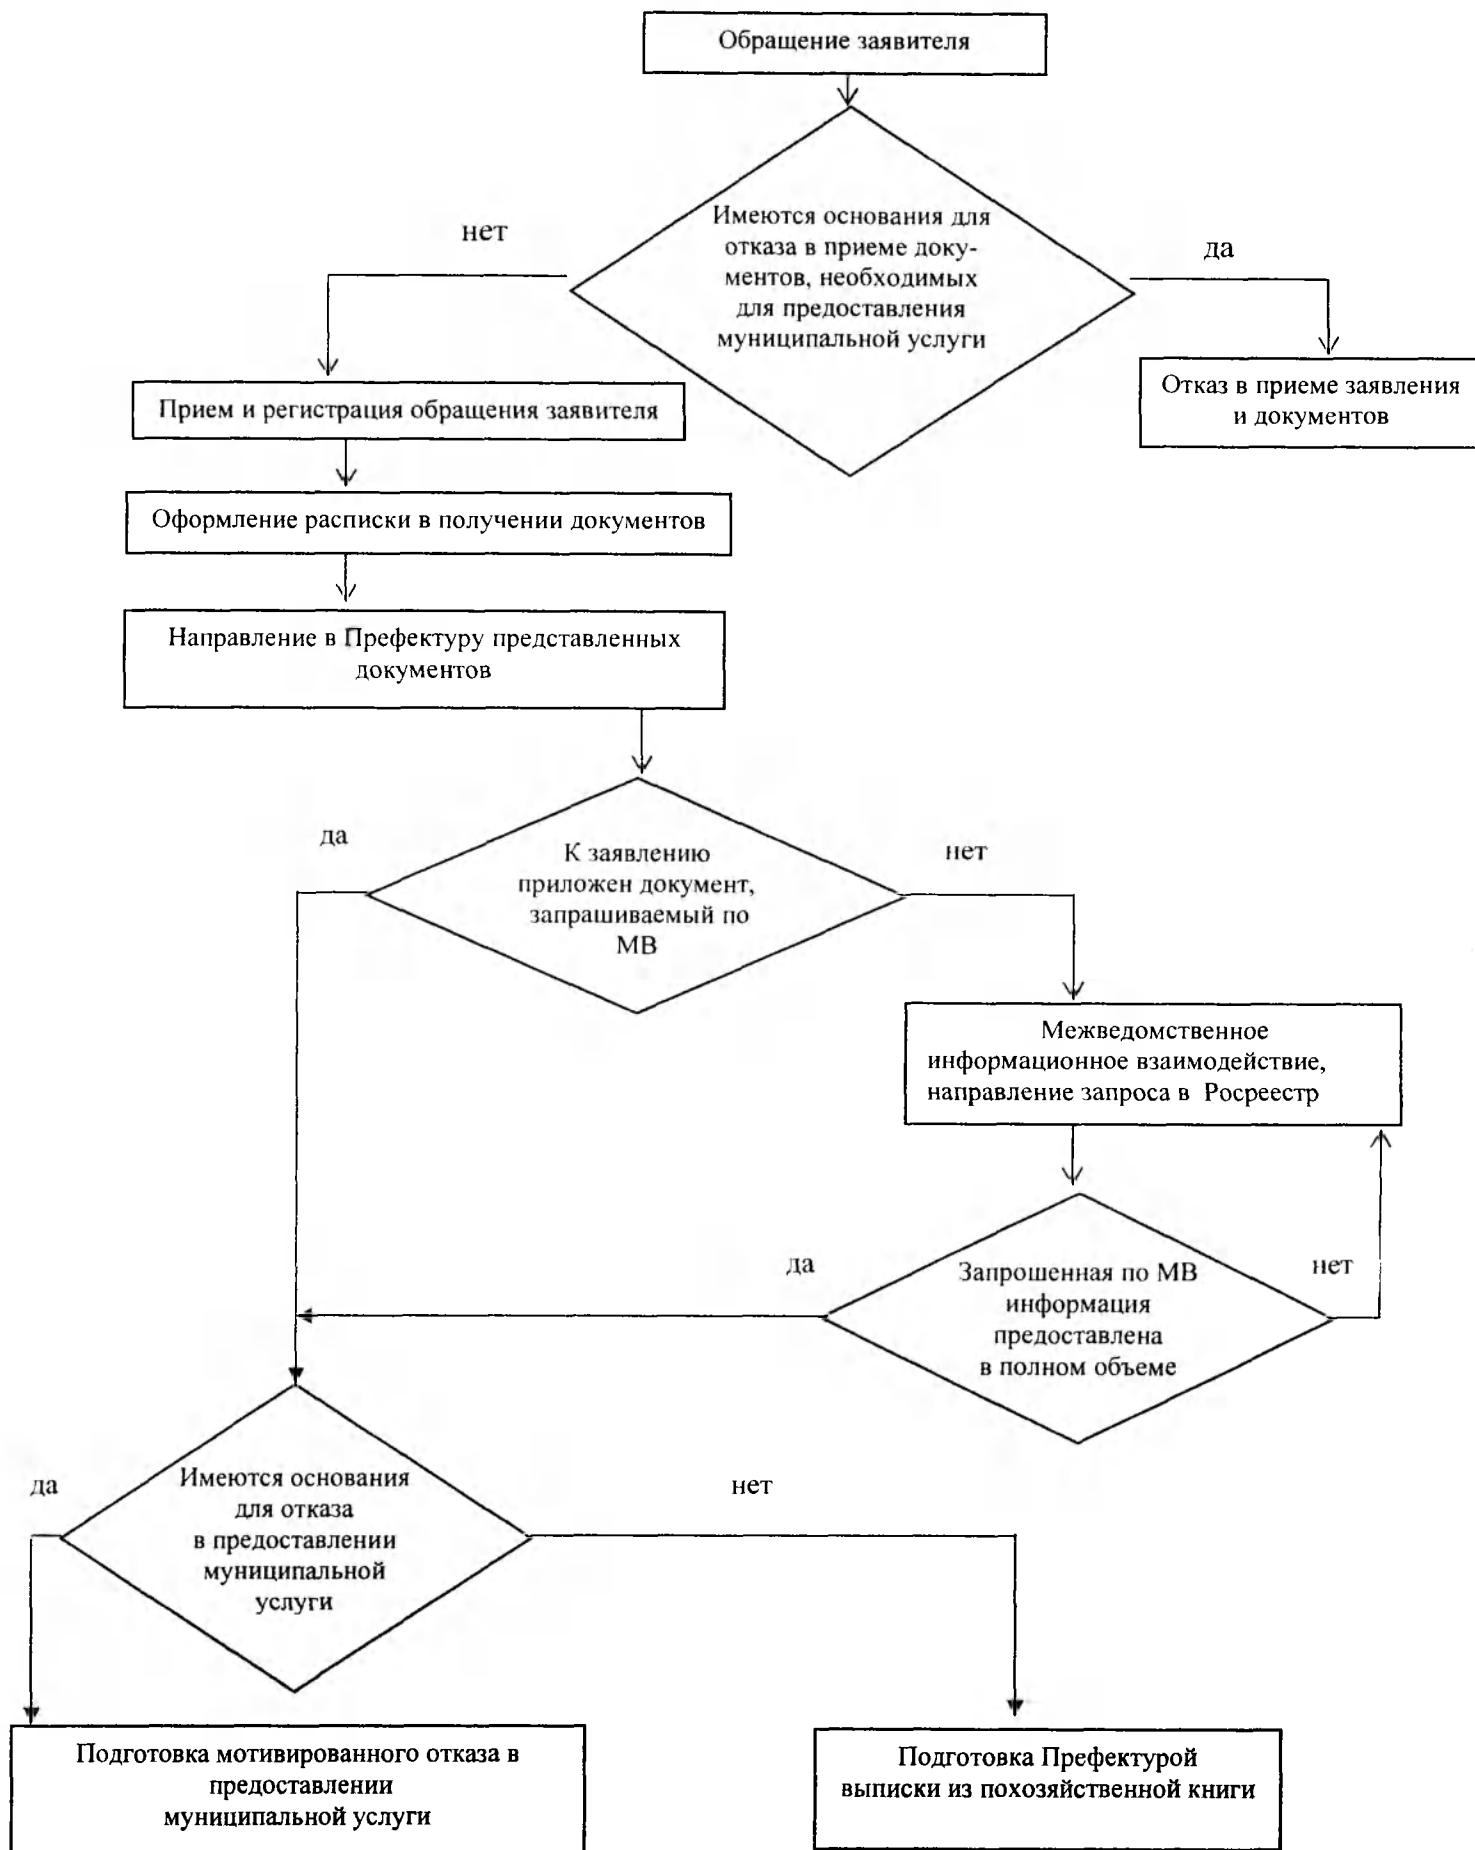 Обращение заявителя
Имеются основания для
отказа в приеме доку-
ментов, необходимых
для предоставления
муниципальной услуги
нет
да
Отказ в приеме заявления
и документов
Прием и регистрация обращения заявителя
Оформление расписки в получении документов
Направление в Префектуру представленных
документов
да
К заявлению
приложен документ,
запрашиваемый по
МВ
нет
Межведомственное
информационное взаимодействие,
направление запроса в Росреестр
да
Запрошенная по МВ
информация
предоставлена
в полном объеме
нет
да
Имеются основания
для отказа
в предоставлении
муниципальной
услуги
нет
Подготовка мотивированного отказа в
предоставлении
муниципальной услуги
Подготовка Префектурой
выписки из похозяйственной книги